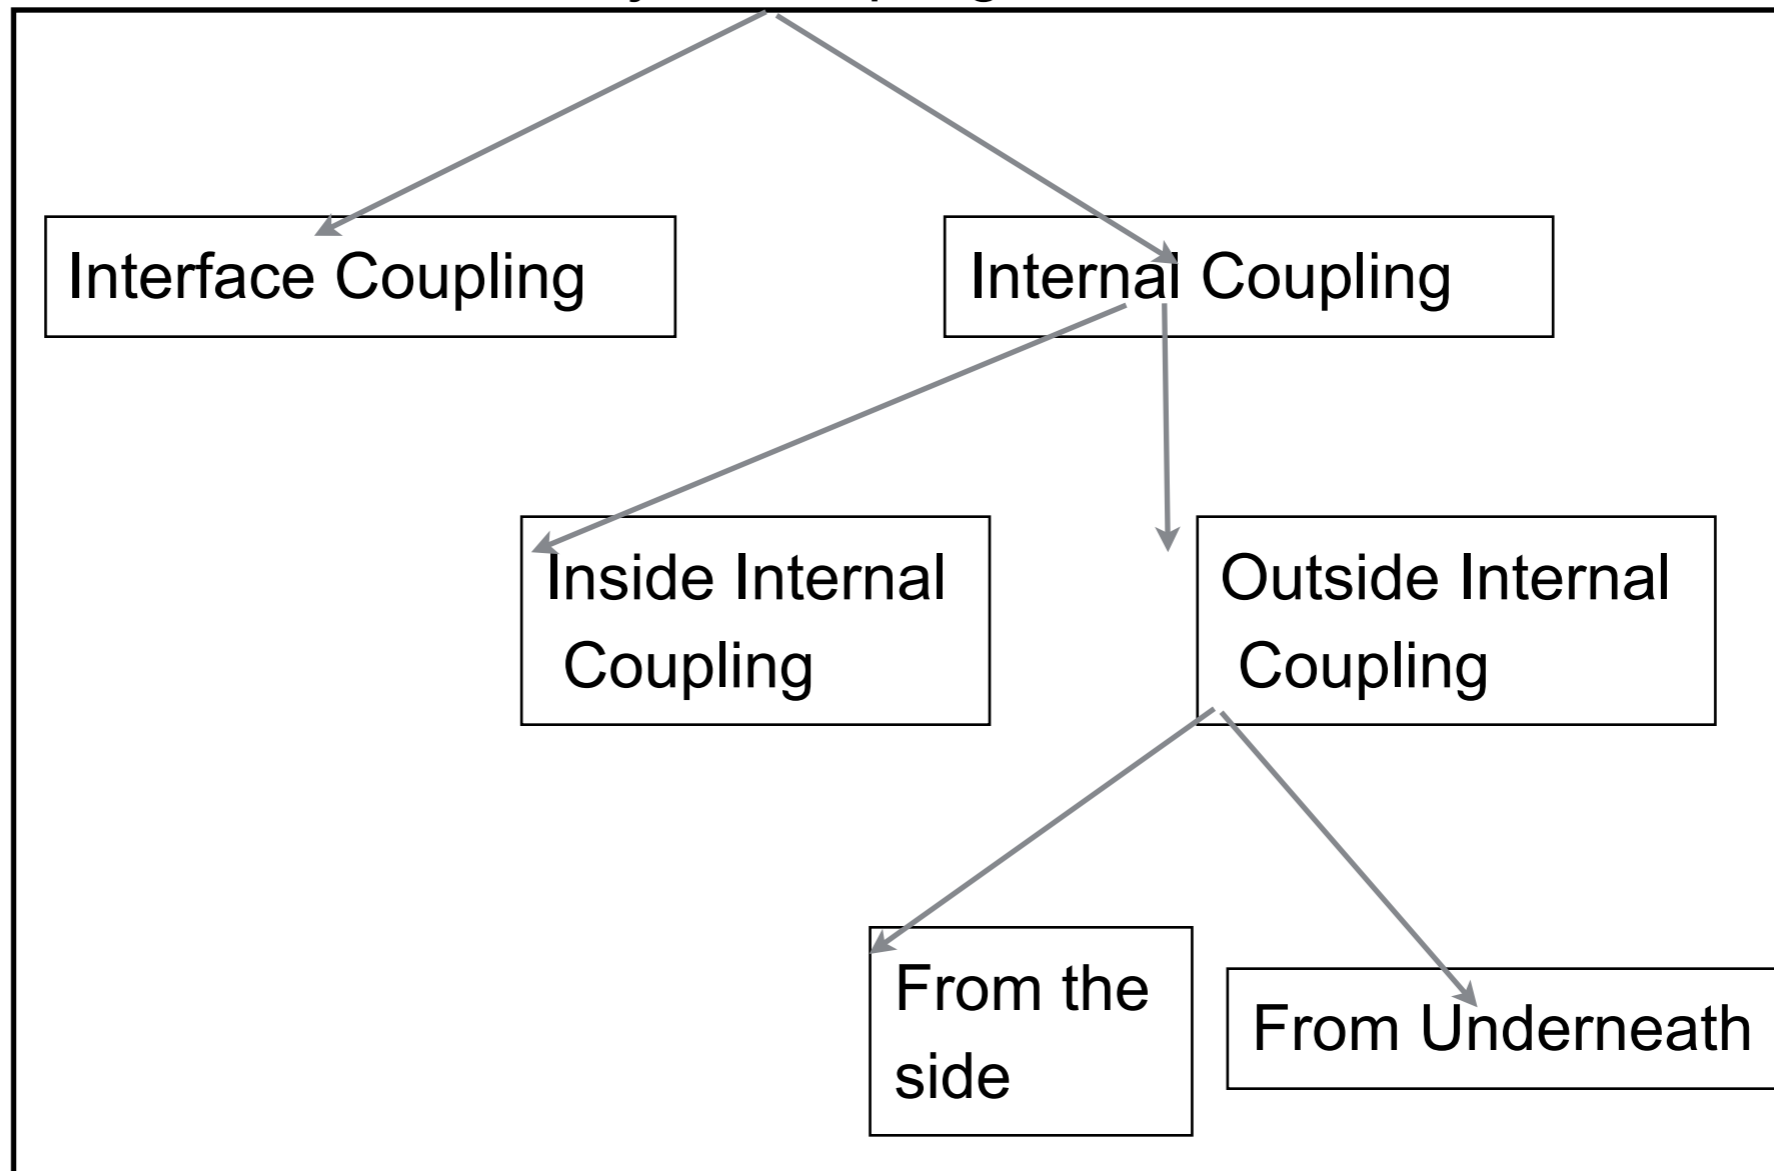 Interface Coupling
Internal Coupling
Inside Internal
Coupling
Outside Internal
Coupling
From the
side
From Underneath